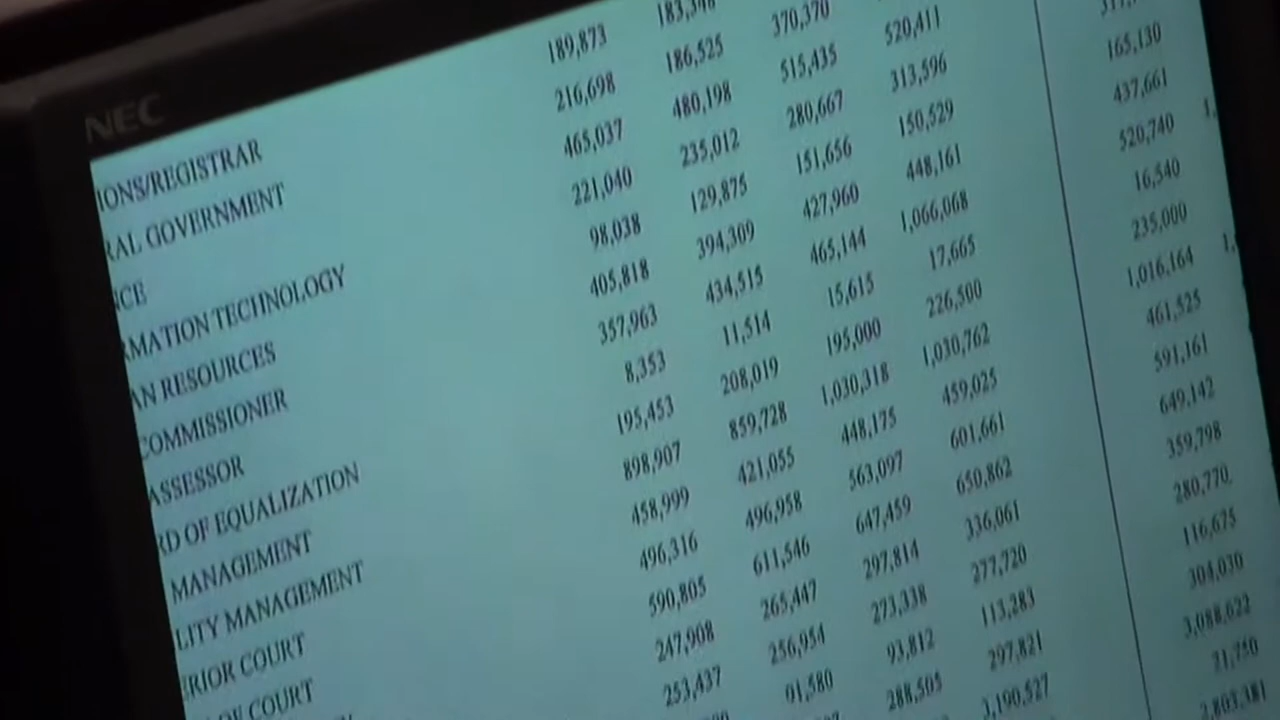 NEC
IONS/REGISTRAR 189,873
RAL GOVERNMENT 216,698 186,525 370,370
CE 465,037 480,198 515,435 520,411
RMATION TECHNOLOGY 221,040 235,012 280,667 313,596
AN RESOURCES 98,038 129,875 151,656 150,529 165,130
COMMISSIONER 405,818 394,309 427,960 448,161 437,661
ASSESSOR 357,963 434,515 465,144 1,066,068 520,740 1,
RD OF EQUALIZATION 8,353 11,514 15,615 17,665 16,540
MANAGEMENT 195,453 208,019 195,000 226,500 235,000
LITY MANAGEMENT 898,907 859,728 1,030,318 1,030,762 1,016,164 1,
RIOR COURT 458,999 421,055 448,175 459,025 461,525
OF COURT 496,316 496,958 563,097 601,661 591,161
590,805 611,546 647,459 650,862 649,142
247,908 265,447 297,814 336,061 359,798
253,437 256,954 273,338 277,720 280,770
01,580 93,812 113,283 116,675
288,505 297,821 304,030
3,190,527 3,088,622
21,750
2,803,381